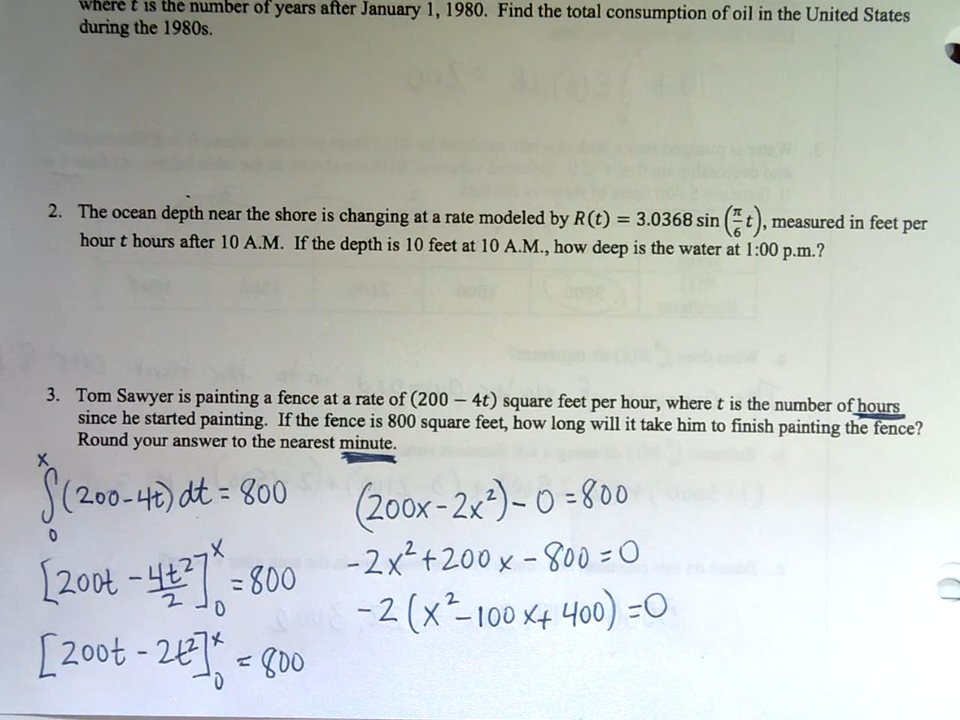 where t is the number of years after January 1, 1980. Find the total consumption of oil in the United States
during the 1980s.
2. The ocean depth near the shore is changing at a rate modeled by R(t) = 3.0368 sin (π/6 t), measured in feet per
hour t hours after 10 A.M. If the depth is 10 feet at 10 A.M., how deep is the water at 1:00 p.m.?
3. Tom Sawyer is painting a fence at a rate of (200 − 4t) square feet per hour, where t is the number of hours
since he started painting. If the fence is 800 square feet, how long will it take him to finish painting the fence?
Round your answer to the nearest minute.
∫₀ˣ (200-4t) dt = 800
[200t - 4t²/2]₀ˣ = 800
[200t - 2t²]₀ˣ = 800
(200x - 2x²) - 0 = 800
-2x² + 200x - 800 = 0
-2(x² - 100x + 400) = 0